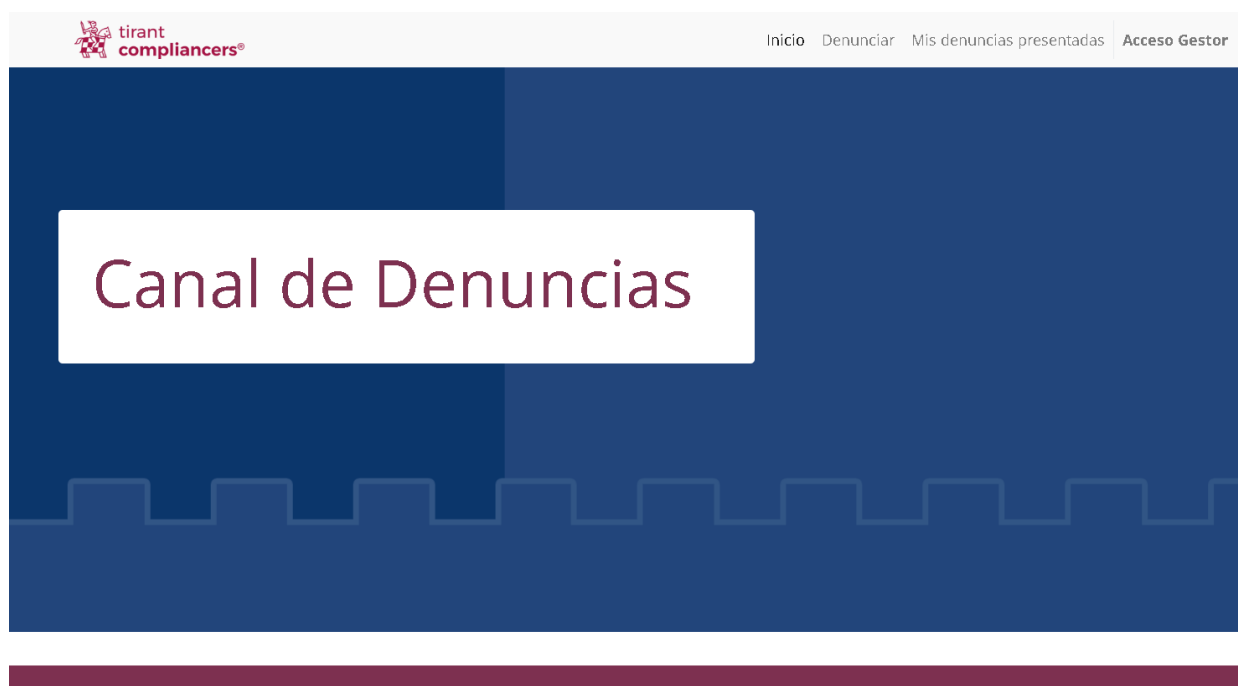 tirant
compliancers®
Inicio Denunciar Mis denuncias presentadas Acceso Gestor
Canal de Denuncias